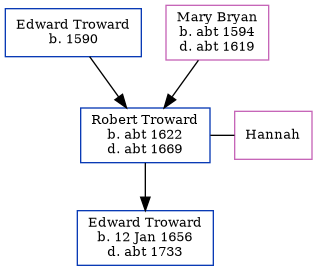 Edward Troward
b. 1590
Mary Bryan
b. abt 1594
d. abt 1619
Robert Troward
b. abt 1622
d. abt 1669
Hannah
Edward Troward
b. 12 Jan 1656
d. abt 1733